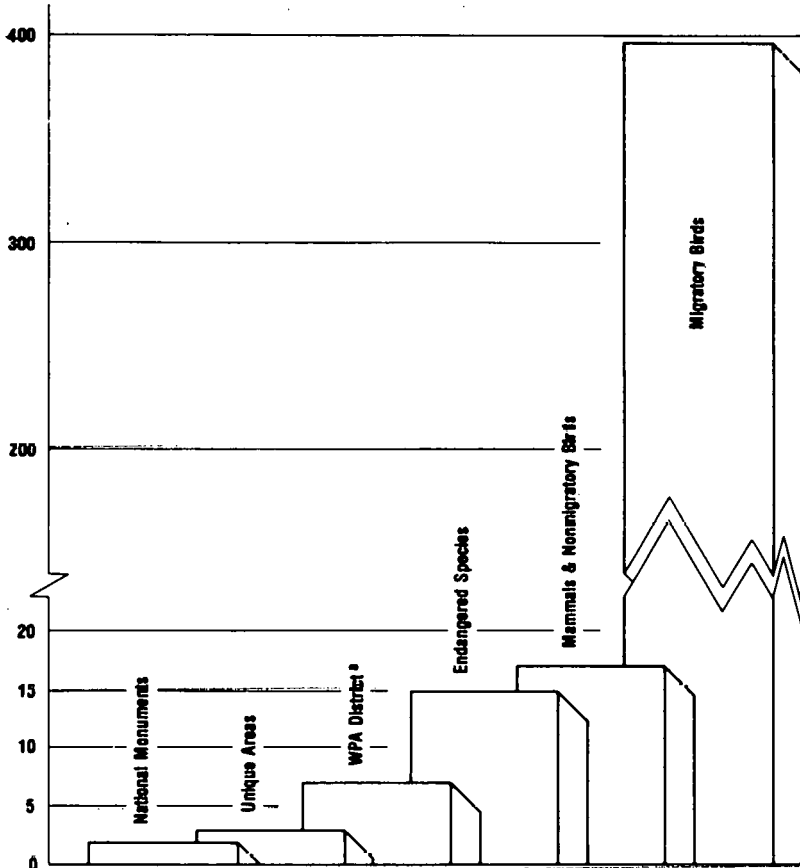 400
300
200
20
15
10
5
0
National Monuments
Unique Areas
WPA District a
Endangered Species
Mammals & Nonmigratory Birds
Migratory Birds